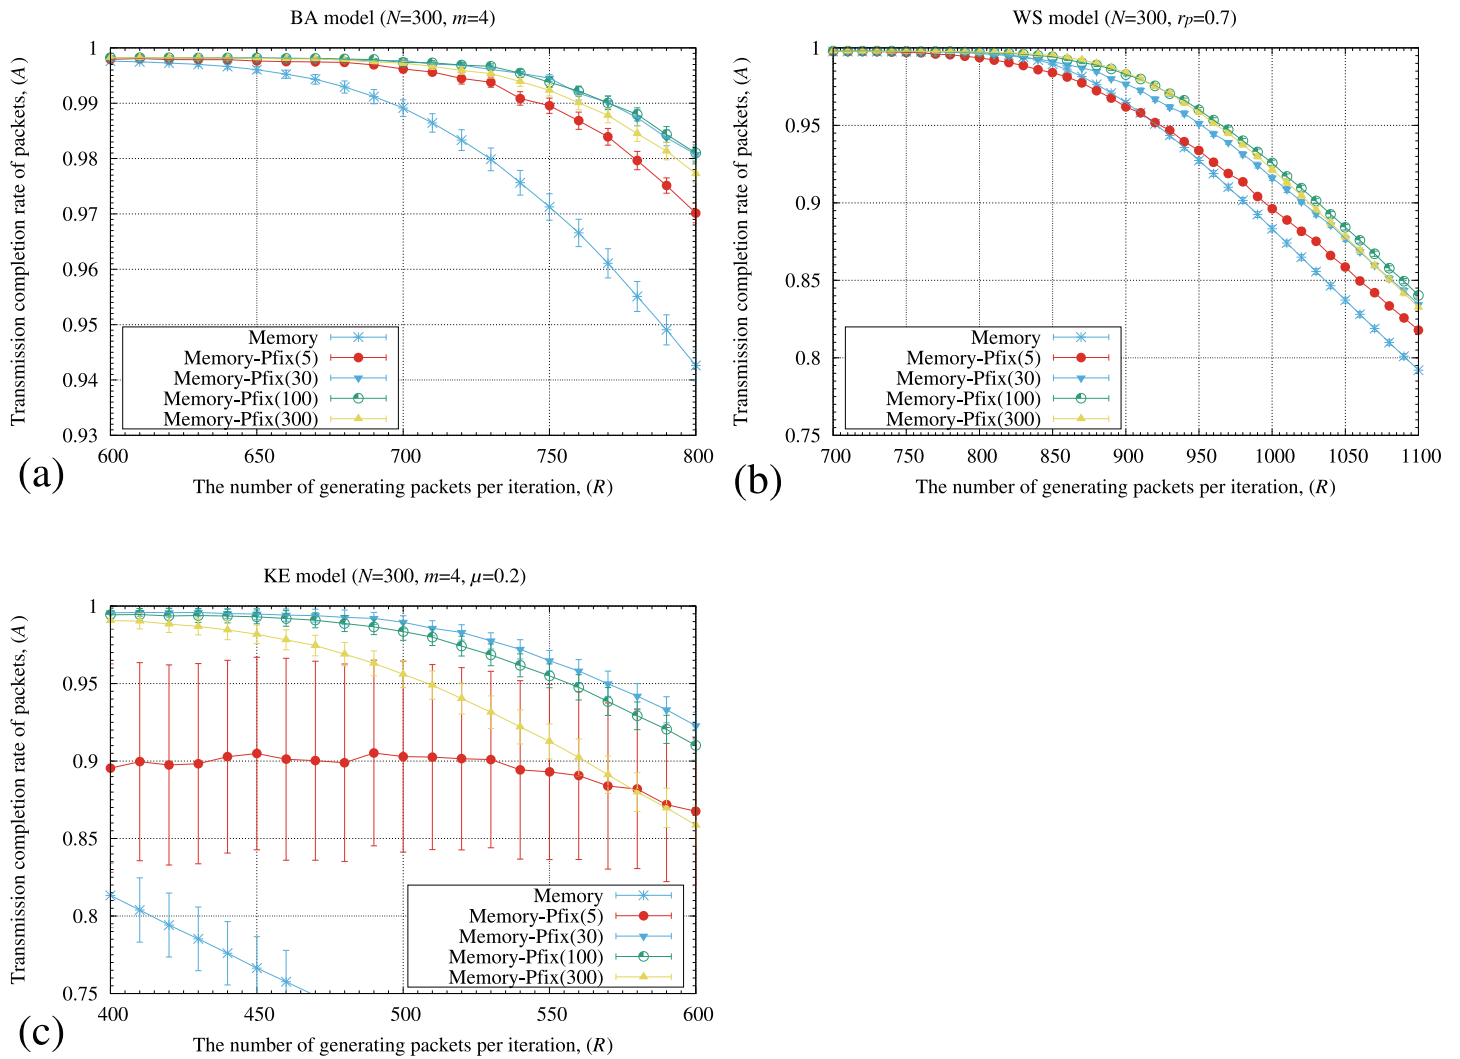 BA model (N=300, m=4)
Transmission completion rate of packets, (A)
1
0.99
0.98
0.97
0.96
0.95
0.94
0.93
Memory
Memory-Pfix(5)
Memory-Pfix(30)
Memory-Pfix(100)
Memory-Pfix(300)
600 650 700 750 800
The number of generating packets per iteration, (R)
(a)
WS model (N=300, rp=0.7)
Transmission completion rate of packets, (A)
1
0.95
0.9
0.85
0.8
0.75
Memory
Memory-Pfix(5)
Memory-Pfix(30)
Memory-Pfix(100)
Memory-Pfix(300)
700 750 800 850 900 950 1000 1050 1100
The number of generating packets per iteration, (R)
(b)
KE model (N=300, m=4, μ=0.2)
Transmission completion rate of packets, (A)
1
0.95
0.9
0.85
0.8
0.75
Memory
Memory-Pfix(5)
Memory-Pfix(30)
Memory-Pfix(100)
Memory-Pfix(300)
400 450 500 550 600
The number of generating packets per iteration, (R)
(c)